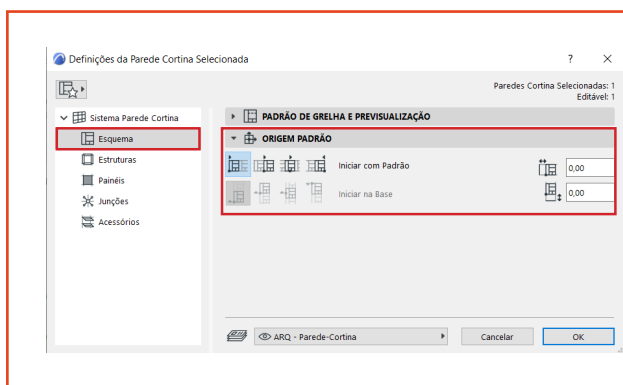 Definições da Parede Cortina Selecionada
Paredes Cortina Selecionadas: 1
Editável: 1
Sistema Parede Cortina
Esquema
Estruturas
Painéis
Junções
Acessórios
PADRÃO DE GRELHA E PREVISUALIZAÇÃO
ORIGEM PADRÃO
Iniciar com Padrão
0,00
Iniciar na Base
0,00
ARQ - Parede-Cortina
Cancelar
OK